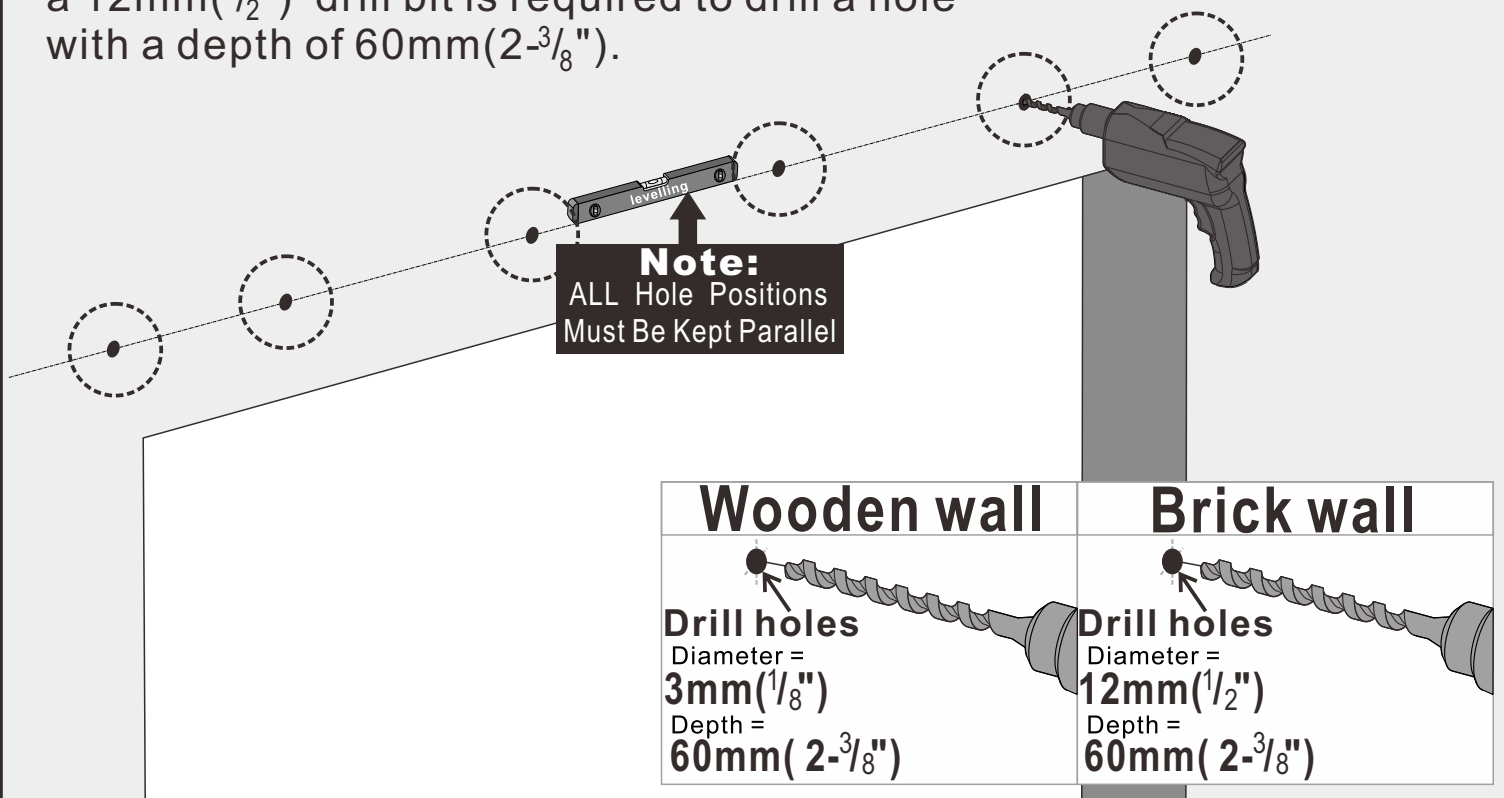 a 12mm(1/2") drill bit is required to drill a hole
with a depth of 60mm(2-3/8").
levelling
Note:
ALL Hole Positions
Must Be Kept Parallel
Wooden wall
Drill holes
Diameter =
3mm(1/8")
Depth =
60mm( 2-3/8")
Brick wall
Drill holes
Diameter =
12mm(1/2")
Depth =
60mm( 2-3/8")